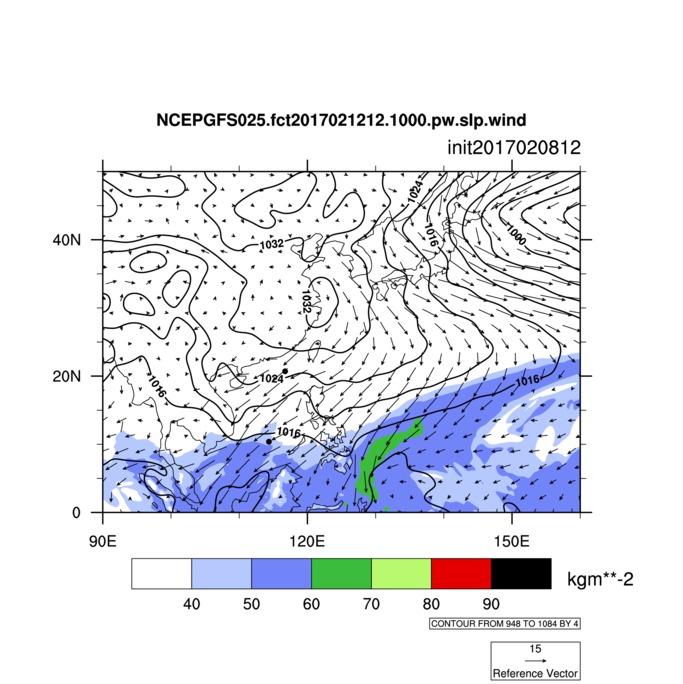 NCEPGFS025.fct2017021212.1000.pw.slp.wind
init2017020812
1024
1016
1000
40N
1032
1032
1016
1024
1016
20N
1016
0
90E 120E 150E
40 50 60 70 80 90
kgm**-2
CONTOUR FROM 948 TO 1084 BY 4
15
Reference Vector